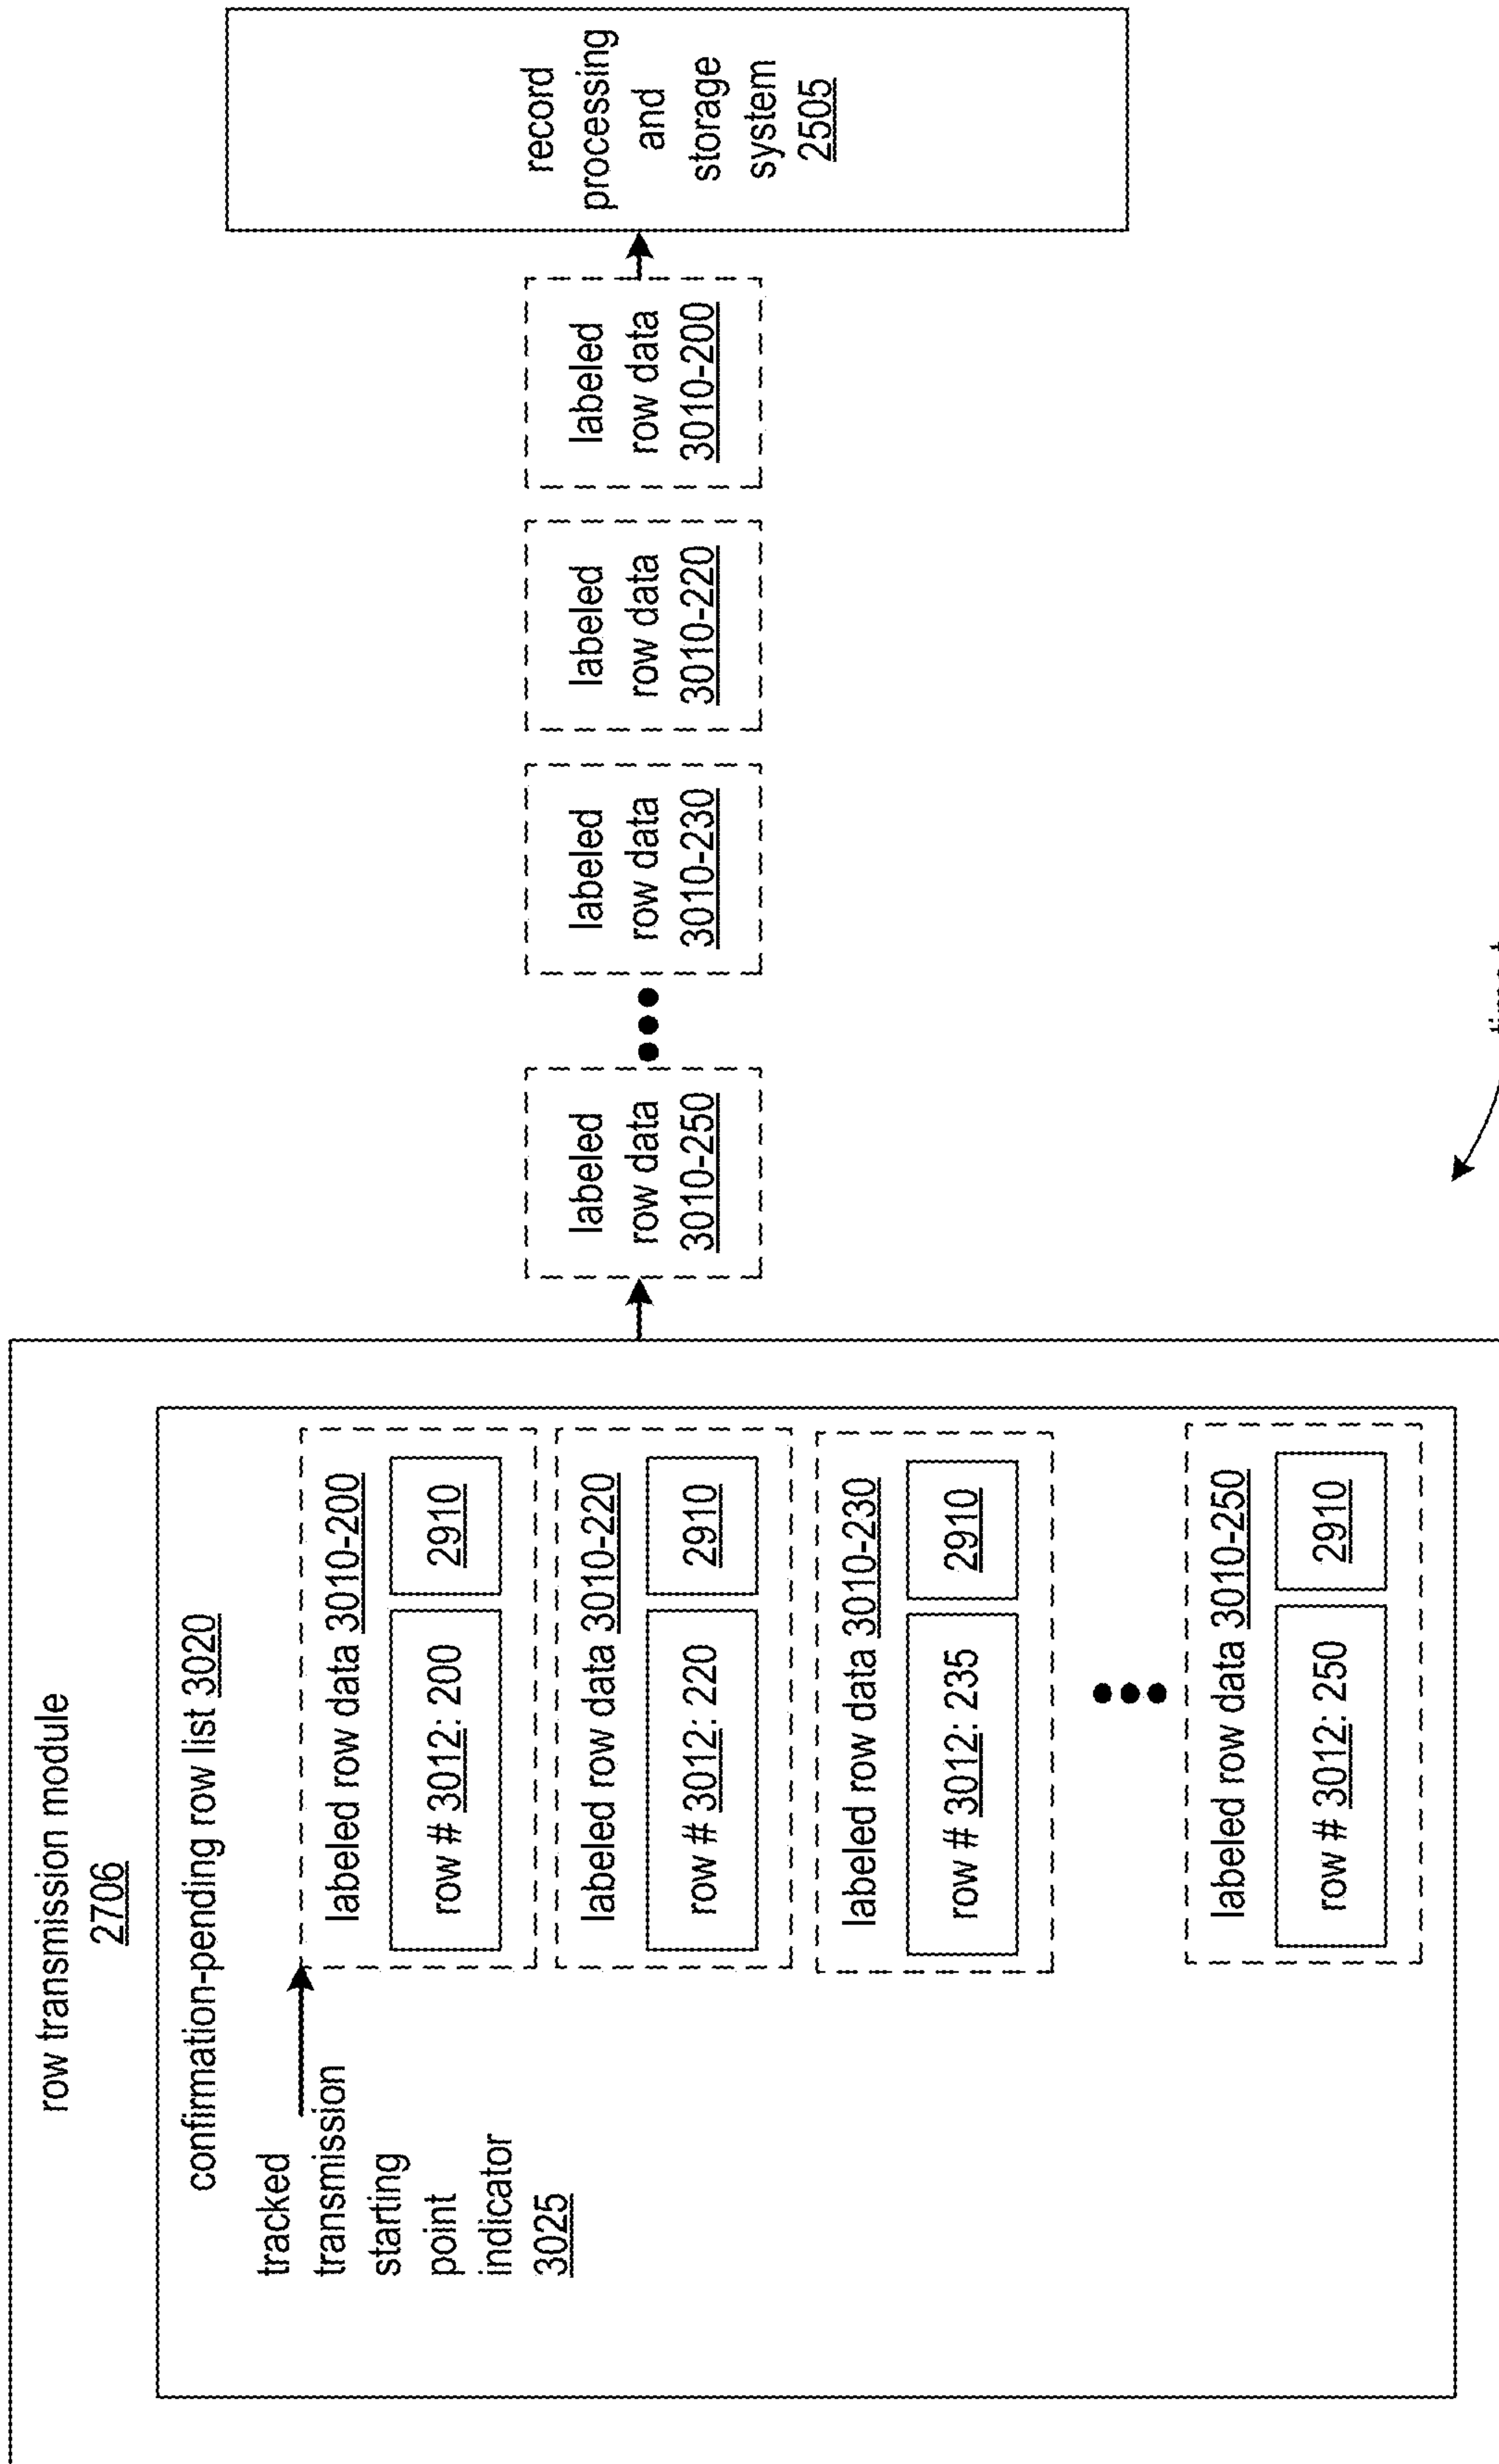 row transmission module
2706
confirmation-pending row list 3020
tracked
transmission
starting
point
indicator
3025
labeled row data 3010-200
row # 3012: 200
2910
labeled row data 3010-220
row # 3012: 220
2910
labeled row data 3010-230
row # 3012: 235
2910
labeled row data 3010-250
row # 3012: 250
2910
labeled
row data
3010-250
labeled
row data
3010-230
labeled
row data
3010-220
labeled
row data
3010-200
record
processing
and
storage
system
2505